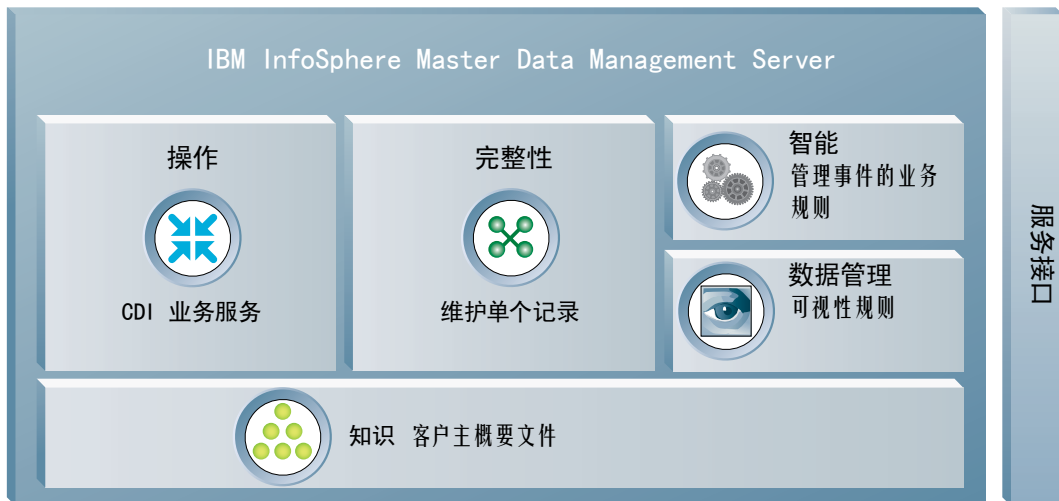 IBM InfoSphere Master Data Management Server
操作
CDI 业务服务
完整性
维护单个记录
智能
管理事件的业务
规则
数据管理
可视性规则
知识 客户主概要文件
服务接口